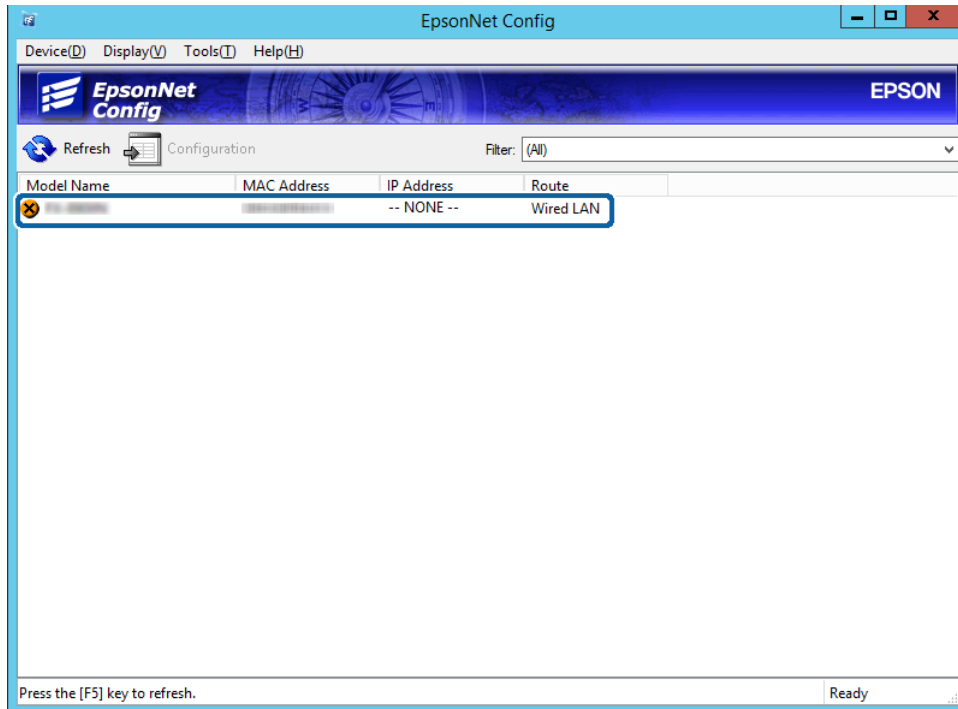 EpsonNet Config
Device(D) Display(V) Tools(T) Help(H)
EpsonNet
Config
EPSON
Refresh Configuration Filter: (All)
Model Name MAC Address IP Address Route
-- NONE -- Wired LAN
Press the [F5] key to refresh. Ready